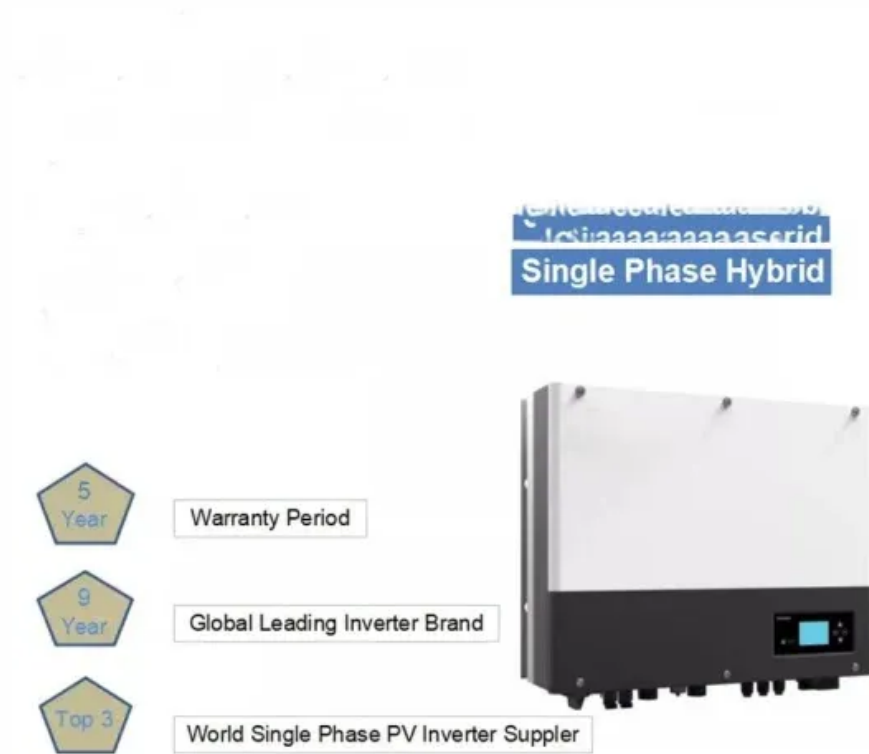 Single Phase Hybrid
5
Year
Warranty Period
9
Year
Global Leading Inverter Brand
Top 3
World Single Phase PV Inverter Suppler